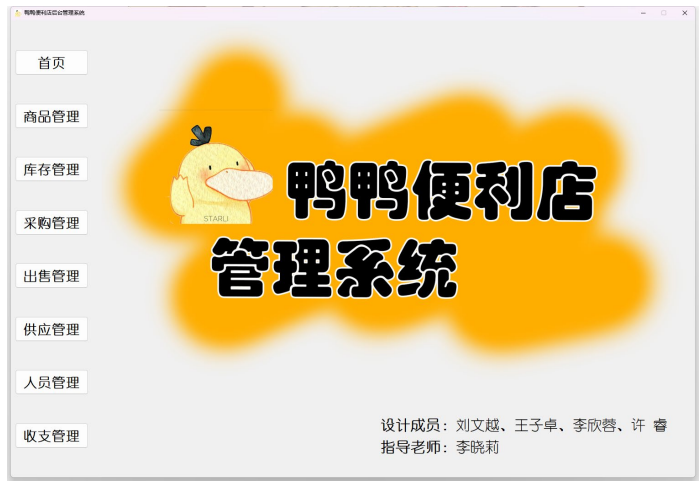 鸭鸭便利店后台管理系统
首页
商品管理
库存管理
采购管理
出售管理
供应管理
人员管理
收支管理
STARLI
鸭鸭便利店
管理系统
设计成员：刘文越、王子卓、李欣蓉、许 睿
指导老师：李晓莉